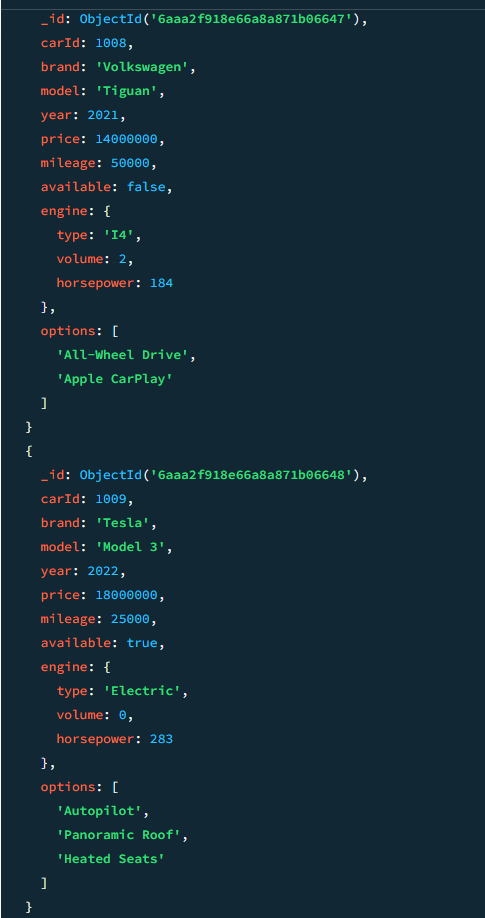 _id: ObjectId('6aaa2f918e66a8a871b06647'),
carId: 1008,
brand: 'Volkswagen',
model: 'Tiguan',
year: 2021,
price: 14000000,
mileage: 50000,
available: false,
engine: {
type: 'I4',
volume: 2,
horsepower: 184
},
options: [
'All-Wheel Drive',
'Apple CarPlay'
]
}
{
_id: ObjectId('6aaa2f918e66a8a871b06648'),
carId: 1009,
brand: 'Tesla',
model: 'Model 3',
year: 2022,
price: 18000000,
mileage: 25000,
available: true,
engine: {
type: 'Electric',
volume: 0,
horsepower: 283
},
options: [
'Autopilot',
'Panoramic Roof',
'Heated Seats'
]
}